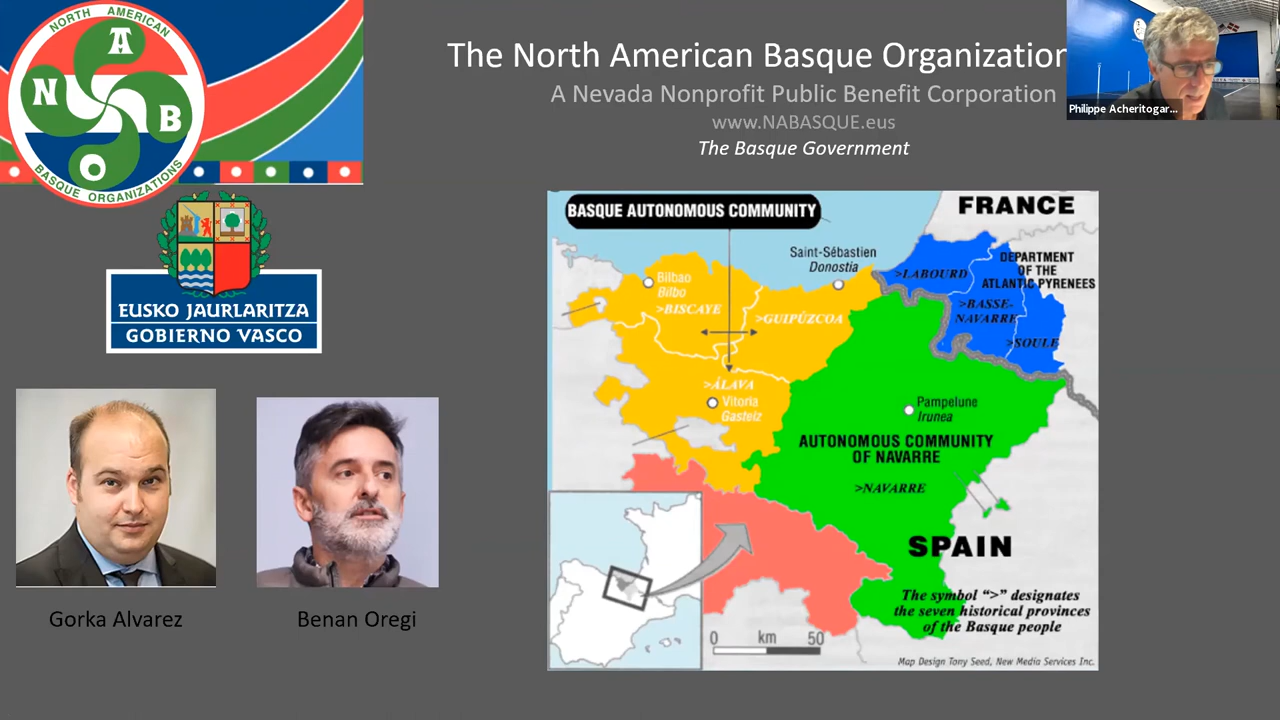 NORTH AMERICAN
N A B O
BASQUE ORGANIZATIONS
The North American Basque Organization
A Nevada Nonprofit Public Benefit Corporation
www.NABASQUE.eus
The Basque Government
Philippe Acheritogar...
EUSKO JAURLARITZA
GOBIERNO VASCO
Gorka Alvarez
Benan Oregi
BASQUE AUTONOMOUS COMMUNITY
FRANCE
Saint-Sébastien
Donostia
>LABOURD
DEPARTMENT
OF THE
ATLANTIC PYRENEES
Bilbao
Bilbo
>BISCAYE
>GUIPÚZCOA
>BASSE-
NAVARRE
>SOULE
>ÁLAVA
Vitoria
Gasteiz
Pampelune
Irunea
AUTONOMOUS COMMUNITY
OF NAVARRE
>NAVARRE
SPAIN
The symbol “>” designates
the seven historical provinces
of the Basque people
0 km 50
Map Design Tony Seed, New Media Services Inc.